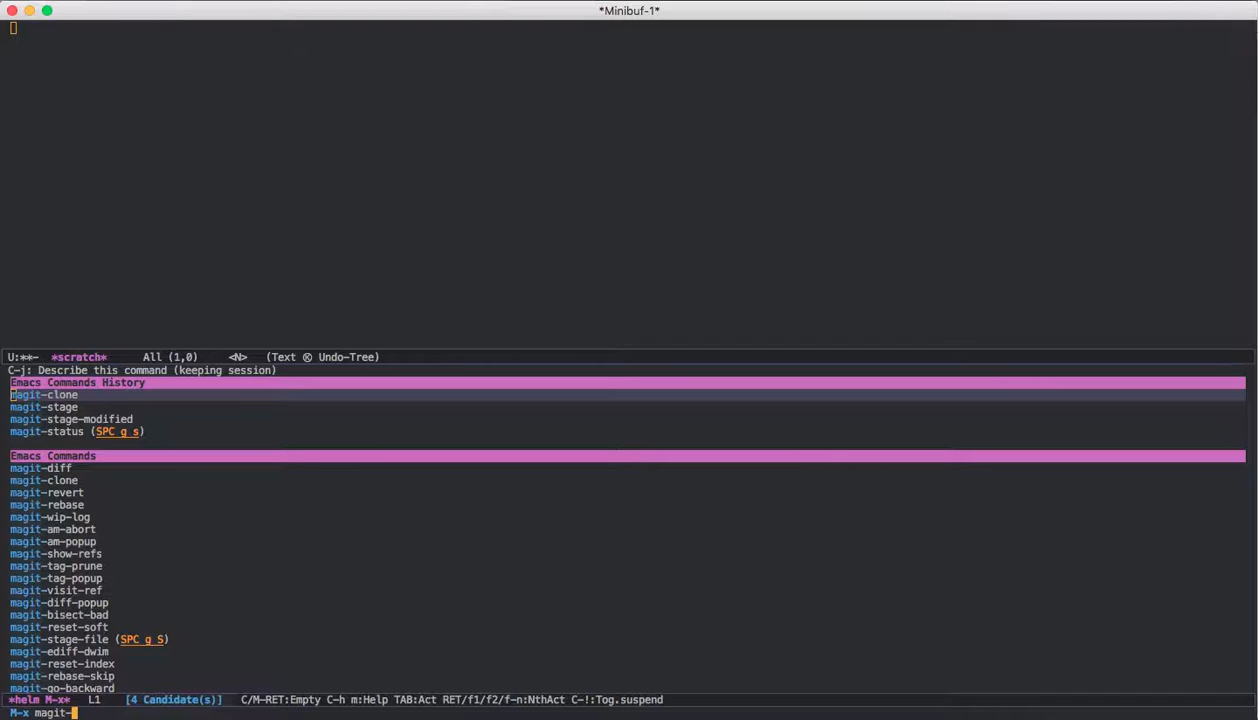 *Minibuf-1*
U:**- *scratch* All (1,0) <N> (Text ⓚ Undo-Tree)
C-j: Describe this command (keeping session)
Emacs Commands History
magit-clone
magit-stage
magit-stage-modified
magit-status (SPC g s)
Emacs Commands
magit-diff
magit-clone
magit-revert
magit-rebase
magit-wip-log
magit-am-abort
magit-am-popup
magit-show-refs
magit-tag-prune
magit-tag-popup
magit-visit-ref
magit-diff-popup
magit-bisect-bad
magit-reset-soft
magit-stage-file (SPC g S)
magit-ediff-dwim
magit-reset-index
magit-rebase-skip
magit-go-backward
*helm M-x* L1 [4 Candidate(s)] C/M-RET:Empty C-h m:Help TAB:Act RET/f1/f2/f-n:NthAct C-!:Tog.suspend
M-x magit-